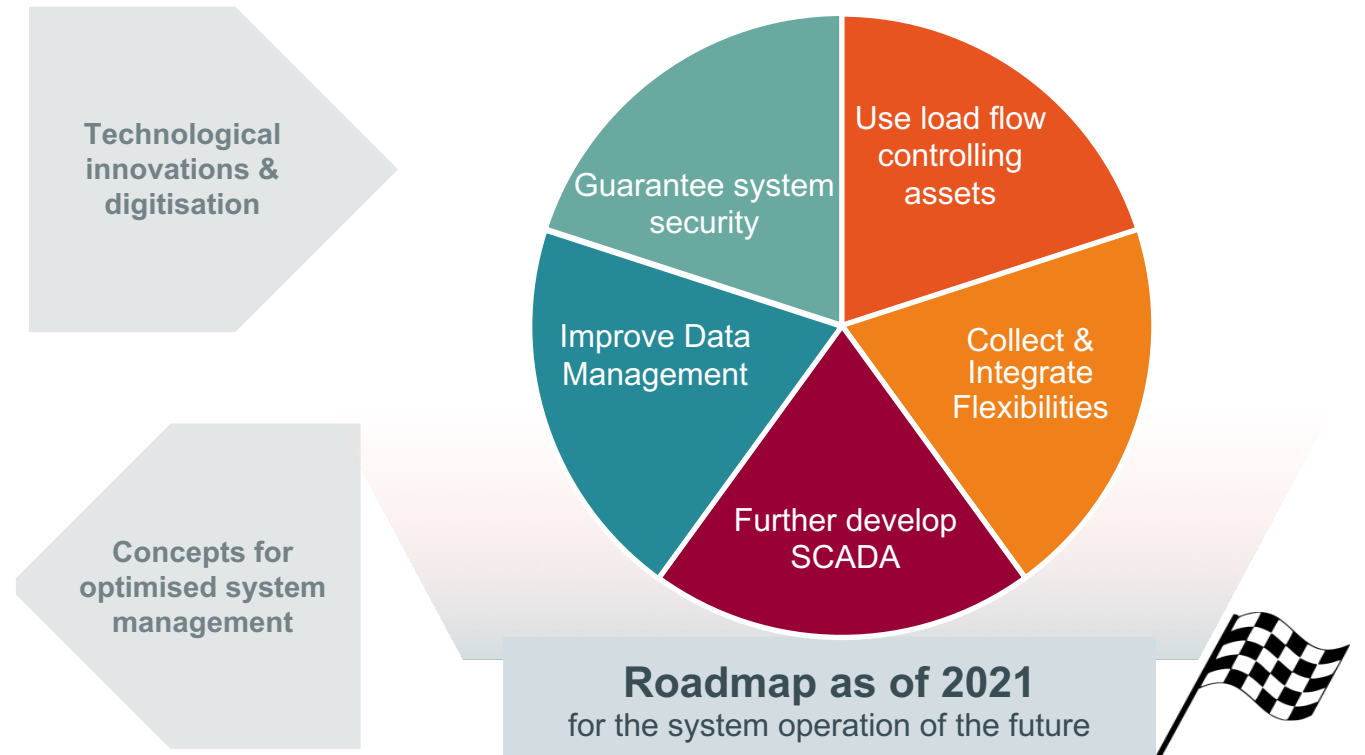 Technological
innovations &
digitisation
Guarantee system
security
Use load flow
controlling
assets
Improve Data
Management
Collect &
Integrate
Flexibilities
Further develop
SCADA
Concepts for
optimised system
management
Roadmap as of 2021
for the system operation of the future